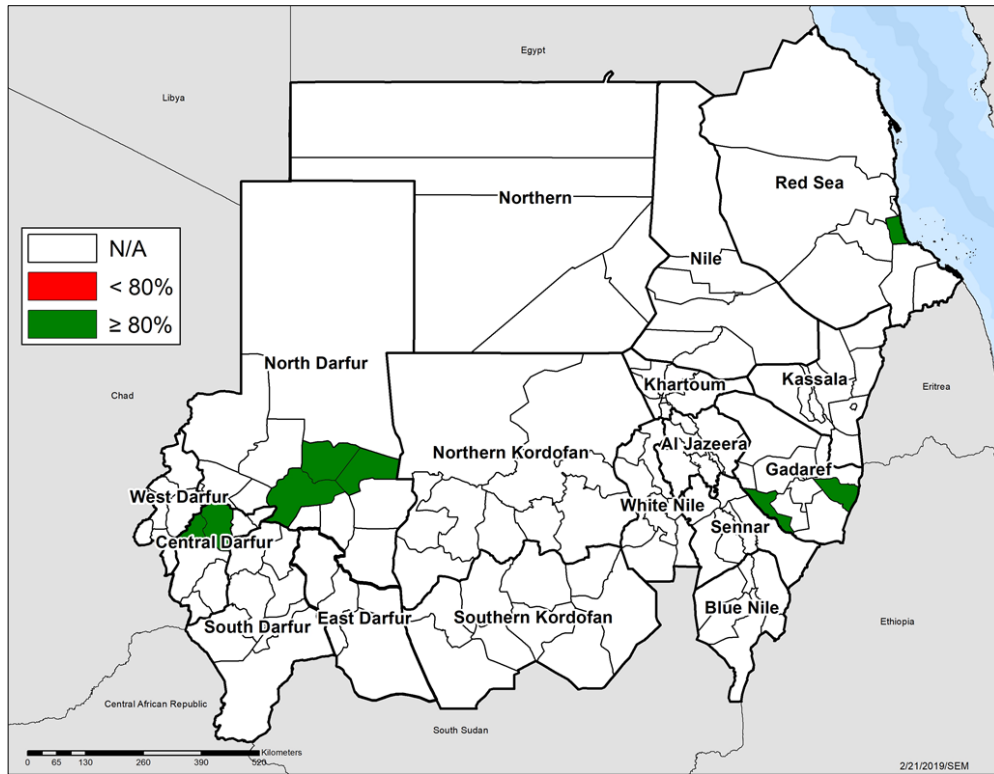 Egypt
Libya
Red Sea
Northern
Nile
N/A
< 80%
≥ 80%
North Darfur
Khartoum
Kassala
Chad
Eritrea
Al Jazeera
Northern Kordofan
Gadaref
West Darfur
White Nile
Sennar
Central Darfur
Blue Nile
East Darfur
Southern Kordofan
South Darfur
Ethiopia
Central African Republic
South Sudan
Kilometers
0 65 130 260 390 520
2/21/2019/SEM